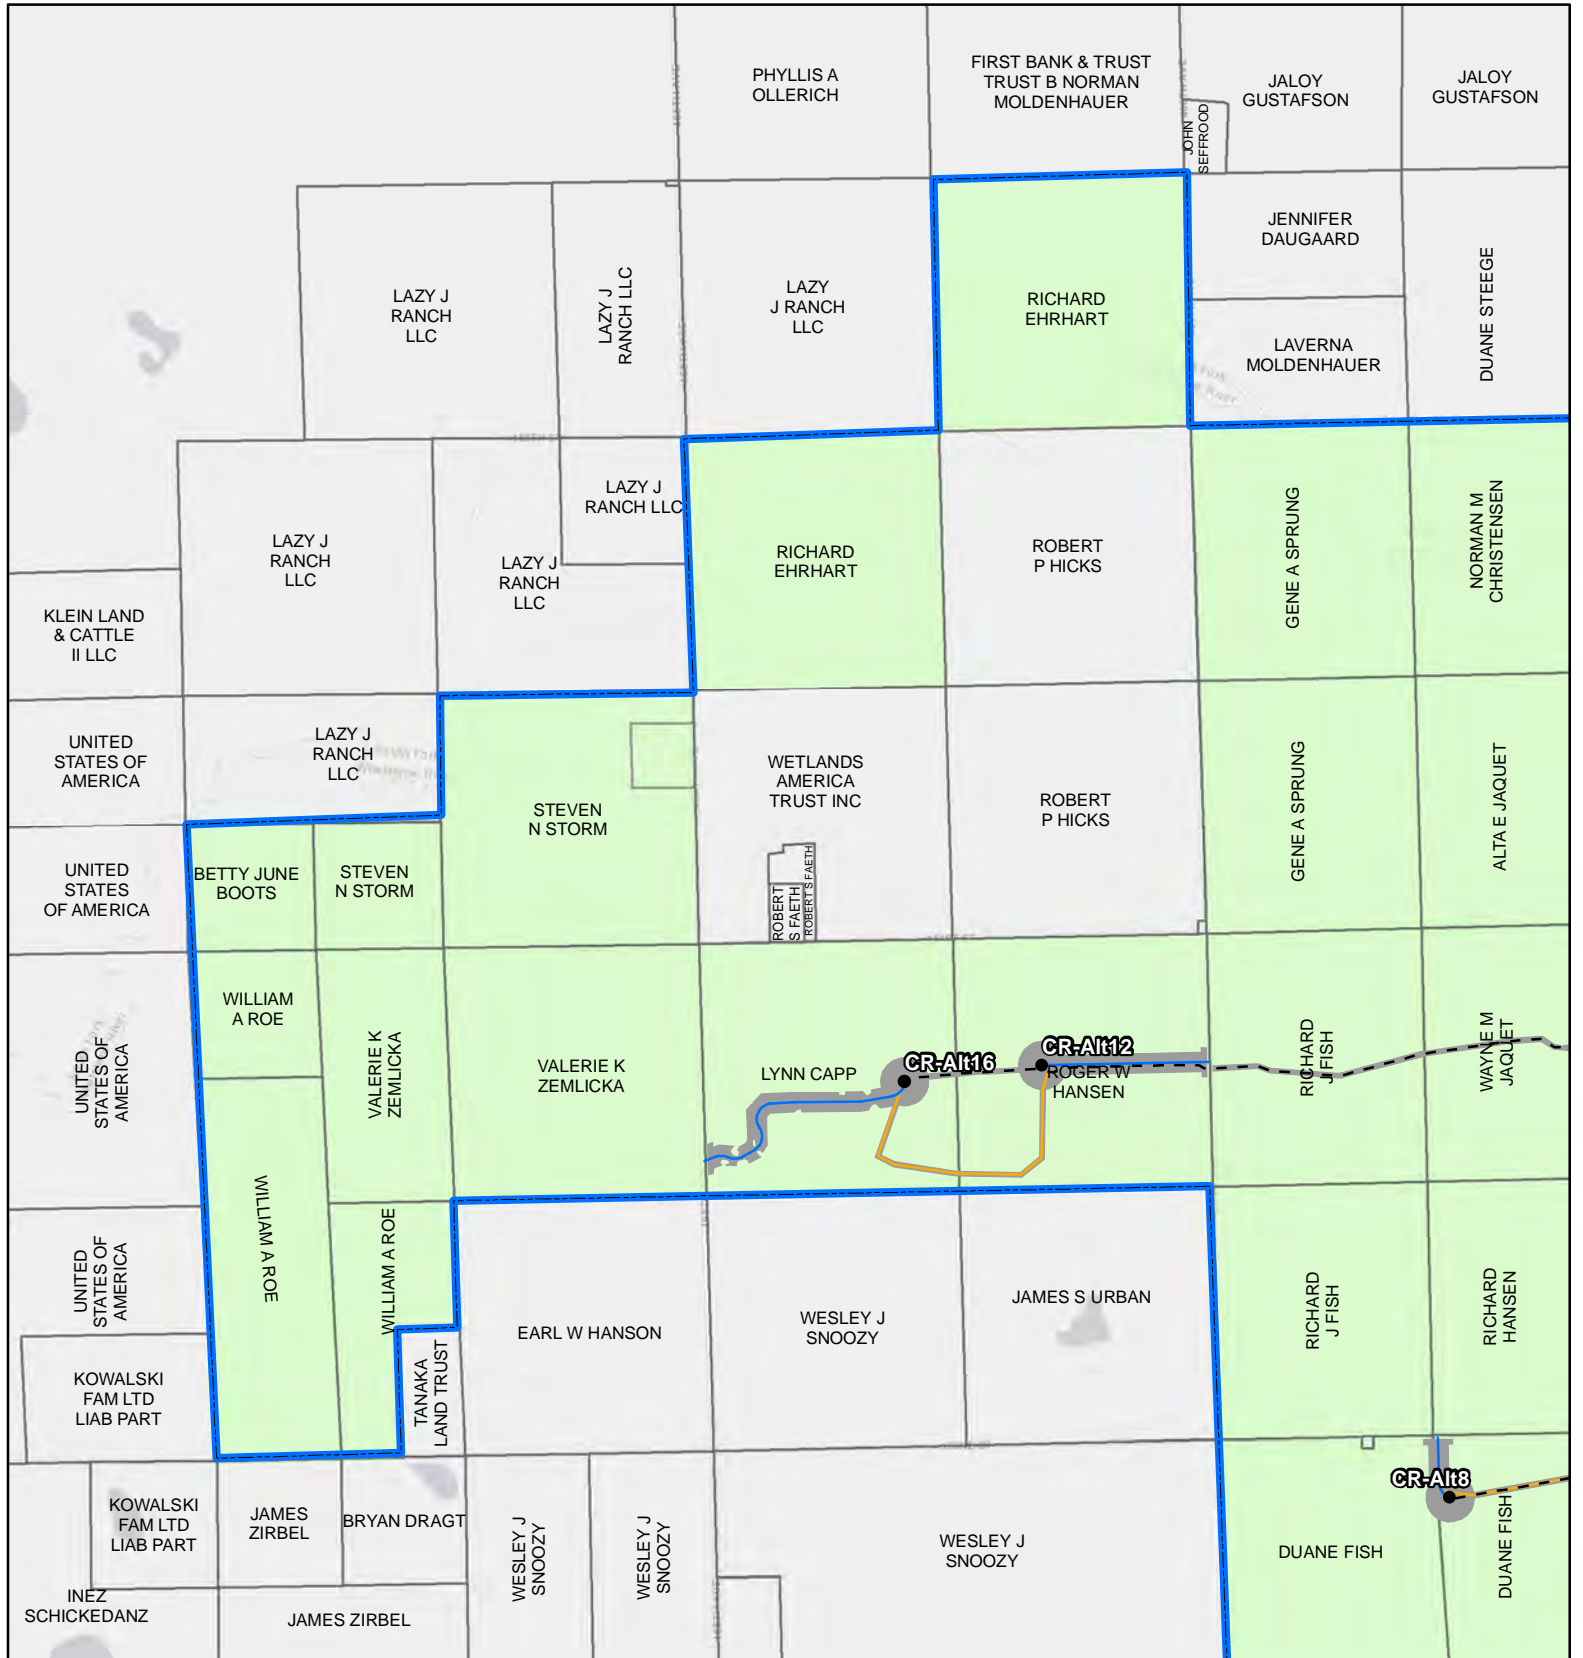 PHYLLIS A
OLLERICH
FIRST BANK & TRUST
TRUST B NORMAN
MOLDENHAUER
JALOY
GUSTAFSON
JALOY
GUSTAFSON
JOHN
SEFFROOD
LAZY J
RANCH
LLC
LAZY J
RANCH LLC
LAZY
J RANCH
LLC
RICHARD
EHRHART
JENNIFER
DAUGAARD
LAVERNA
MOLDENHAUER
DUANE STEEGE
LAZY J
RANCH
LLC
LAZY J
RANCH
LLC
LAZY J
RANCH LLC
RICHARD
EHRHART
ROBERT
P HICKS
GENE A SPRUNG
NORMAN M
CHRISTENSEN
KLEIN LAND
& CATTLE
II LLC
UNITED
STATES OF
AMERICA
LAZY J
RANCH
LLC
STEVEN
N STORM
WETLANDS
AMERICA
TRUST INC
ROBERT
P HICKS
GENE A SPRUNG
ALTA E JAQUET
UNITED
STATES
OF AMERICA
BETTY JUNE
BOOTS
STEVEN
N STORM
ROBERT
S FAETH
ROBERT S FAETH
UNITED
STATES OF
AMERICA
WILLIAM
A ROE
VALERIE K
ZEMLICKA
VALERIE K
ZEMLICKA
LYNN CAPP
CR-Alt16
CR-Alt12
ROGER W
HANSEN
RICHARD
J FISH
WAYNE M
JAQUET
UNITED
STATES OF
AMERICA
WILLIAM A ROE
WILLIAM A ROE
TANAKA
LAND TRUST
EARL W HANSON
WESLEY J
SNOOZY
JAMES S URBAN
RICHARD
J FISH
RICHARD
HANSEN
KOWALSKI
FAM LTD
LIAB PART
KOWALSKI
FAM LTD
LIAB PART
JAMES
ZIRBEL
BRYAN DRAGT
WESLEY J
SNOOZY
WESLEY J
SNOOZY
WESLEY J
SNOOZY
CR-Alt8
DUANE FISH
DUANE FISH
INEZ
SCHICKEDANZ
JAMES ZIRBEL